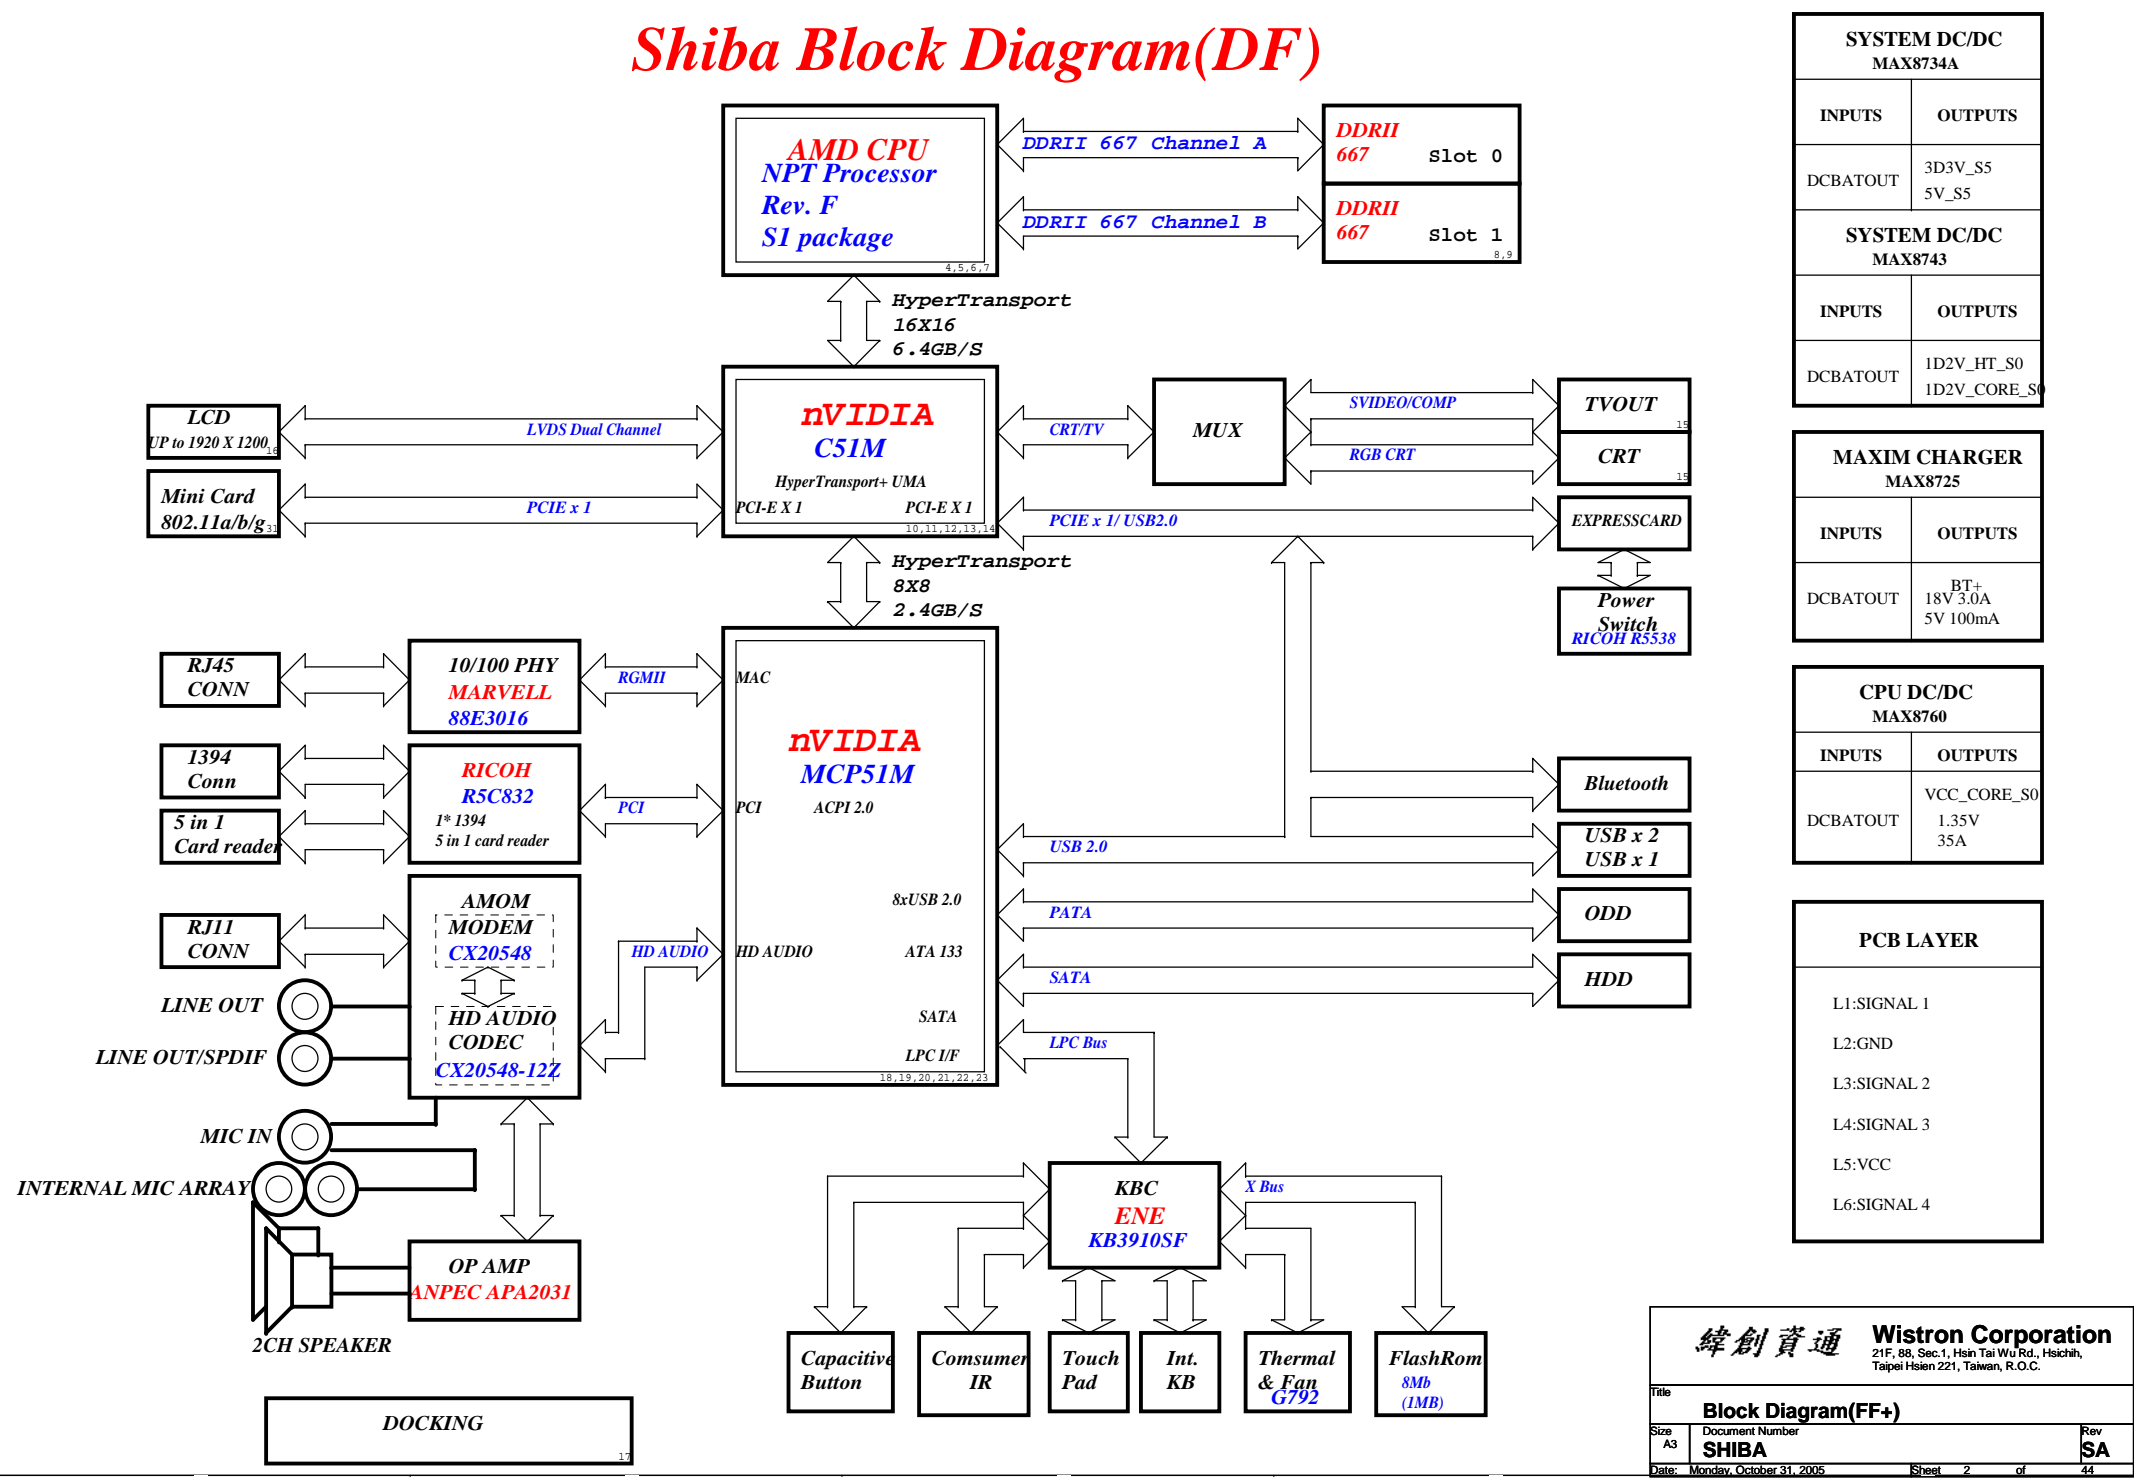 Shiba Block Diagram(DF)
AMD CPU
NPT Processor
Rev. F
S1 package
4,5,6,7
DDRII 667 Channel A
DDRII
667 Slot 0
DDRII 667 Channel B
DDRII
667 Slot 1
8,9
HyperTransport
16X16
6.4GB/S
nVIDIA
C51M
HyperTransport+ UMA
PCI-E X 1 PCI-E X 1
10,11,12,13,14
LCD
UP to 1920 X 1200
16
LVDS Dual Channel
Mini Card
802.11a/b/g
31
PCIE x 1
CRT/TV
MUX
SVIDEO/COMP
TVOUT
15
RGB CRT
CRT
15
PCIE x 1/ USB2.0
EXPRESSCARD
Power
Switch
RICOH R5538
HyperTransport
8X8
2.4GB/S
nVIDIA
MCP51M
ACPI 2.0
MAC
PCI
HD AUDIO
8xUSB 2.0
ATA 133
SATA
LPC I/F
18,19,20,21,22,23
RJ45
CONN
10/100 PHY
MARVELL
88E3016
RGMII
1394
Conn
5 in 1
Card reader
RICOH
R5C832
1* 1394
5 in 1 card reader
PCI
RJ11
CONN
AMOM
MODEM
CX20548
HD AUDIO
CODEC
CX20548-12Z
HD AUDIO
LINE OUT
LINE OUT/SPDIF
MIC IN
INTERNAL MIC ARRAY
OP AMP
ANPEC APA2031
2CH SPEAKER
DOCKING
17
Bluetooth
USB 2.0
USB x 2
USB x 1
PATA
ODD
SATA
HDD
LPC Bus
KBC
ENE
KB3910SF
X Bus
Capacitive
Button
Comsumer
IR
Touch
Pad
Int.
KB
Thermal
& Fan
G792
FlashRom
8Mb
(1MB)
SYSTEM DC/DC
MAX8734A
INPUTS OUTPUTS
DCBATOUT
3D3V_S5
5V_S5
SYSTEM DC/DC
MAX8743
INPUTS OUTPUTS
DCBATOUT
1D2V_HT_S0
1D2V_CORE_S0
MAXIM CHARGER
MAX8725
INPUTS OUTPUTS
DCBATOUT
BT+
18V 3.0A
5V 100mA
CPU DC/DC
MAX8760
INPUTS OUTPUTS
DCBATOUT
VCC_CORE_S0
1.35V
35A
PCB LAYER
L1:SIGNAL 1
L2:GND
L3:SIGNAL 2
L4:SIGNAL 3
L5:VCC
L6:SIGNAL 4
緯創資通 Wistron Corporation
21F, 88, Sec.1, Hsin Tai Wu Rd., Hsichih,
Taipei Hsien 221, Taiwan, R.O.C.
Title
Block Diagram(FF+)
Size Document Number Rev
A3 SHIBA SA
Date: Monday, October 31, 2005 Sheet 2 of 44